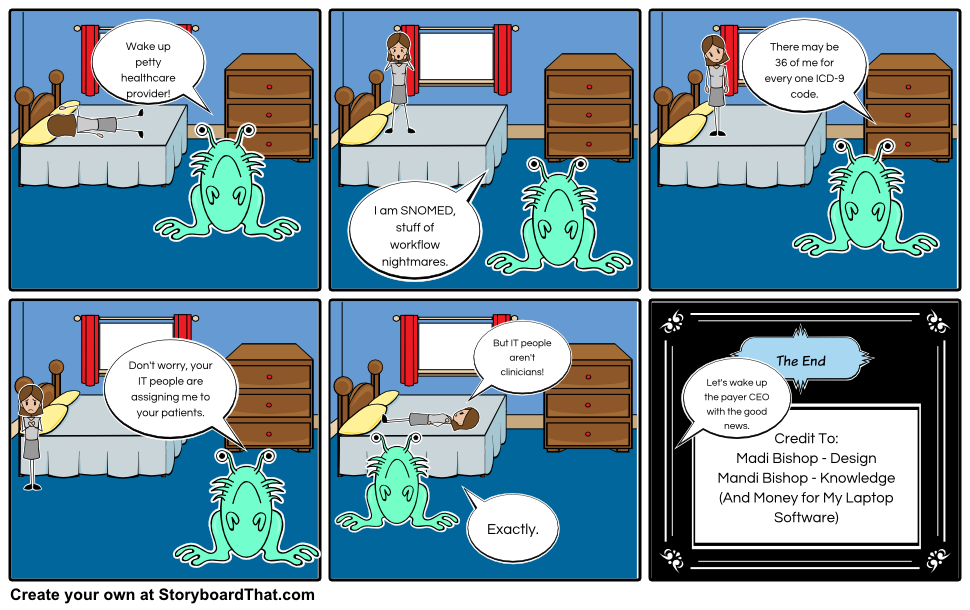 Wake up
petty
healthcare
provider!
I am SNOMED,
stuff of
workflow
nightmares.
There may be
36 of me for
every one ICD-9
code.
Don't worry, your
IT people are
assigning me to
your patients.
But IT people
aren't
clinicians!
Exactly.
The End
Let's wake up
the payer CEO
with the good
news.
Credit To:
Madi Bishop - Design
Mandi Bishop - Knowledge
(And Money for My Laptop
Software)
Create your own at StoryboardThat.com